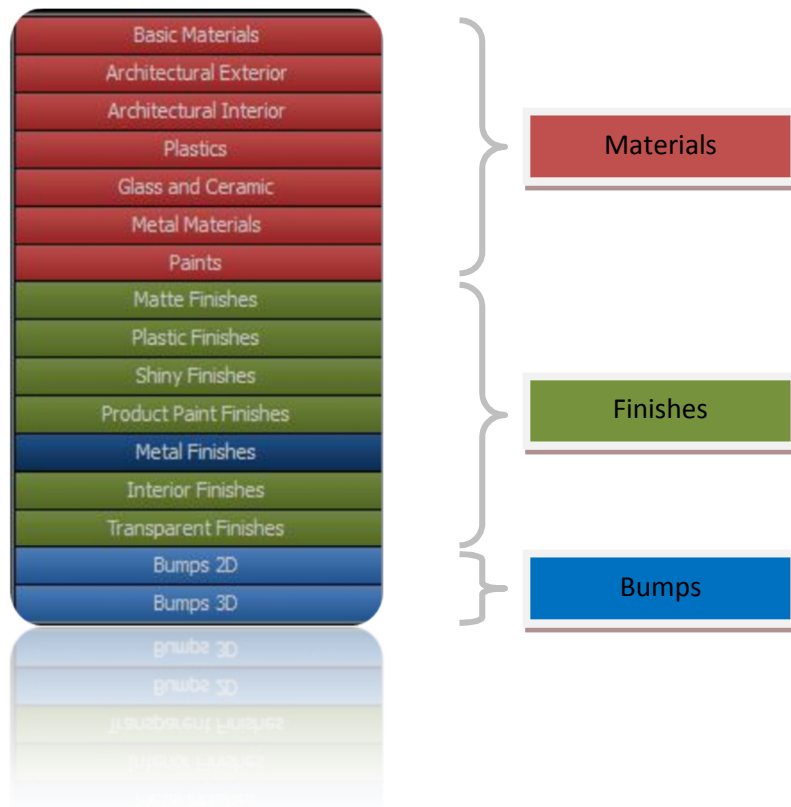 Basic Materials
Architectural Exterior
Architectural Interior
Plastics
Glass and Ceramic
Metal Materials
Paints
Matte Finishes
Plastic Finishes
Shiny Finishes
Product Paint Finishes
Metal Finishes
Interior Finishes
Transparent Finishes
Bumps 2D
Bumps 3D
Materials
Finishes
Bumps